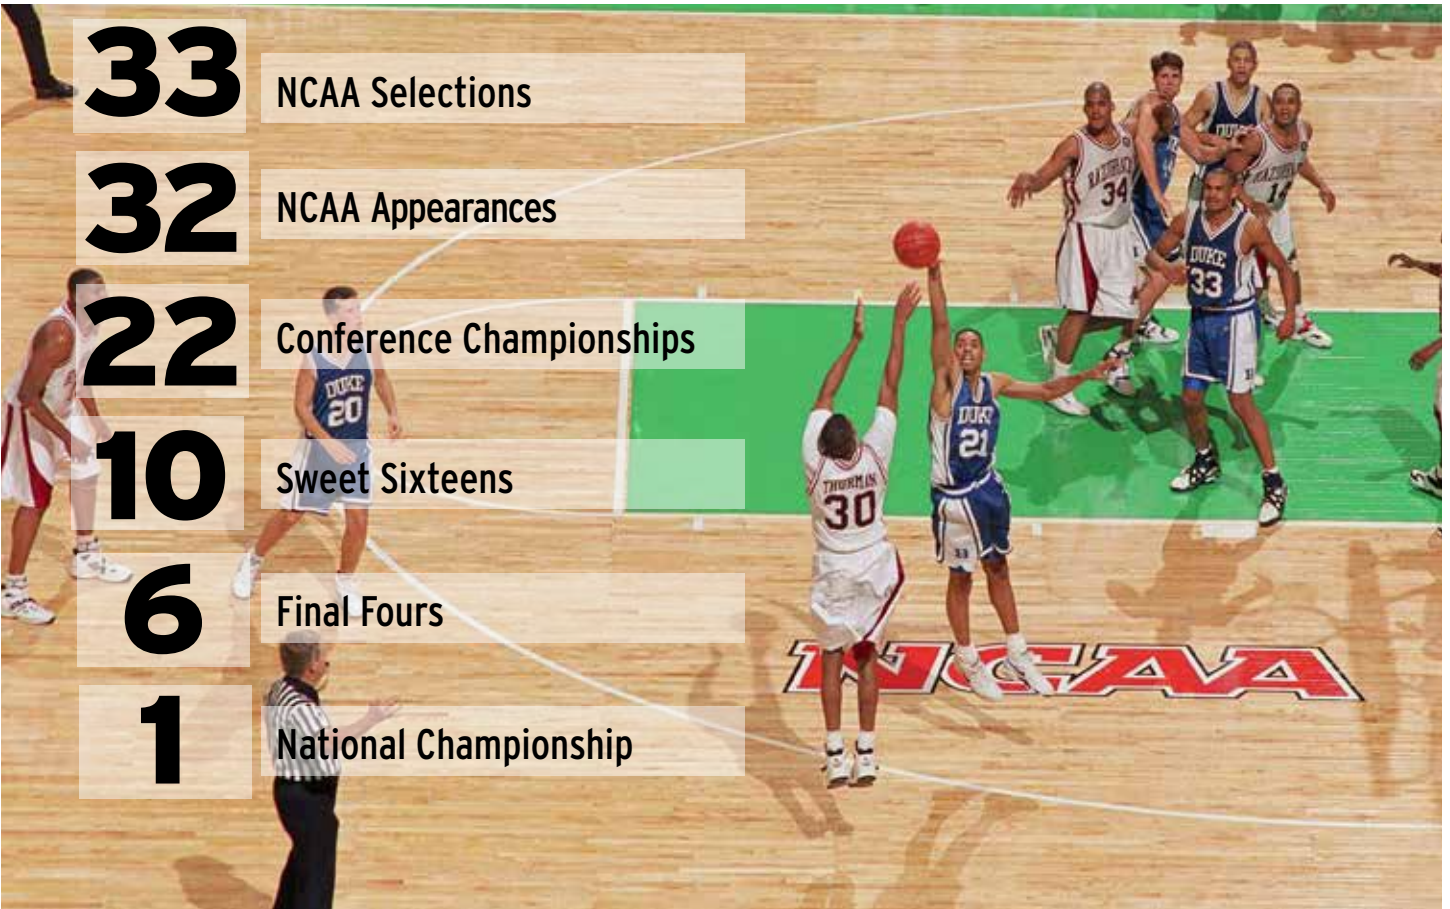 33
NCAA Selections
32
NCAA Appearances
22
Conference Championships
10
Sweet Sixteens
6
Final Fours
1
National Championship
DUKE
20
THURMAN
30
DUKE
21
34
DUKE
33
14
NCAA